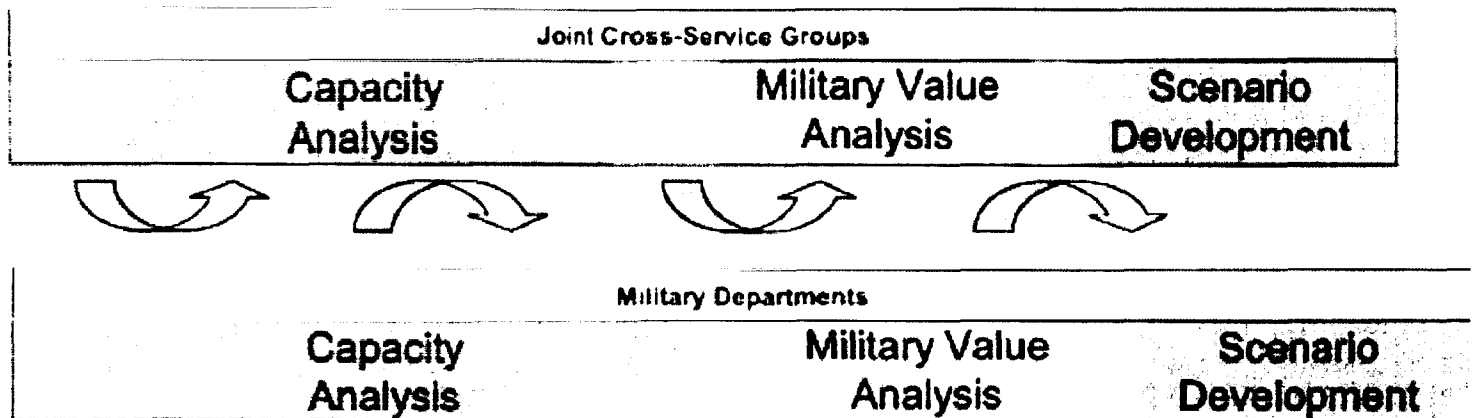 Joint Cross-Service Groups
Capacity Analysis
Military Value Analysis
Scenario Development
Military Departments
Capacity Analysis
Military Value Analysis
Scenario Development